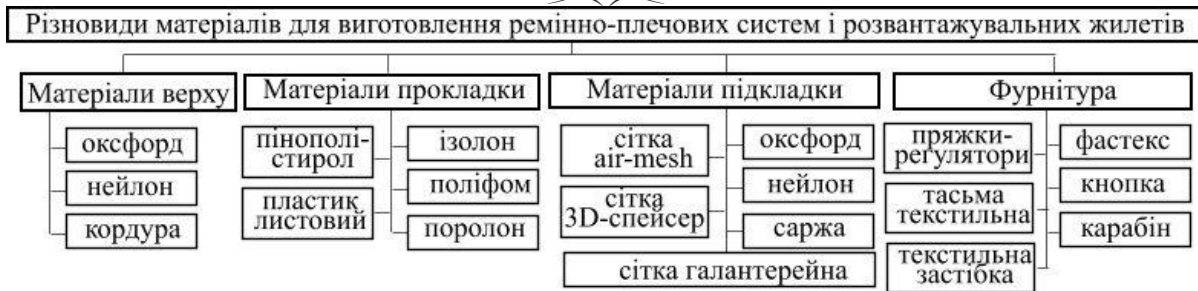 Різновиди матеріалів для виготовлення ремінно-плечових систем і розвантажувальних жилетів
Матеріали верху
оксфорд
нейлон
кордура
Матеріали прокладки
пінополі-
стирол
пластик
листовий
ізолон
поліфом
поролон
Матеріали підкладки
сітка
air-mesh
сітка
3D-спейсер
оксфорд
нейлон
саржа
сітка галантерейна
Фурнітура
пряжки-
регулятори
тасьма
текстильна
текстильна
застібка
фастекс
кнопка
карабін